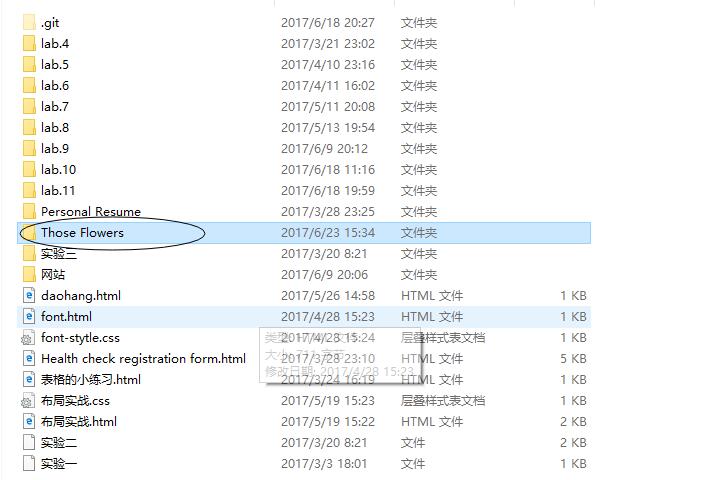 .git 2017/6/18 20:27 文件夹
lab.4 2017/3/21 23:02 文件夹
lab.5 2017/4/10 23:16 文件夹
lab.6 2017/4/11 16:02 文件夹
lab.7 2017/5/11 20:08 文件夹
lab.8 2017/5/13 19:54 文件夹
lab.9 2017/6/9 20:12 文件夹
lab.10 2017/6/18 11:16 文件夹
lab.11 2017/6/18 19:59 文件夹
Personal Resume 2017/3/28 23:25 文件夹
Those Flowers 2017/6/23 15:34 文件夹
实验三 2017/3/20 8:21 文件夹
网站 2017/6/9 20:06 文件夹
daohang.html 2017/5/26 14:58 HTML 文件 1 KB
font.html 2017/4/28 15:23 HTML 文件 1 KB
font-stytle.css 2017/4/28 15:24 层叠样式表文档 1 KB
类型: HTML 文件
Health check registration form.html 2017/3/28 23:10 HTML 文件 5 KB
大小: 711 字节
修改日期: 2017/4/28 15:23
表格的小练习.html 2017/3/24 16:19 HTML 文件 1 KB
布局实战.css 2017/5/19 15:23 层叠样式表文档 1 KB
布局实战.html 2017/5/19 15:22 HTML 文件 2 KB
实验二 2017/3/20 8:21 文件 2 KB
实验一 2017/3/3 18:01 文件 1 KB